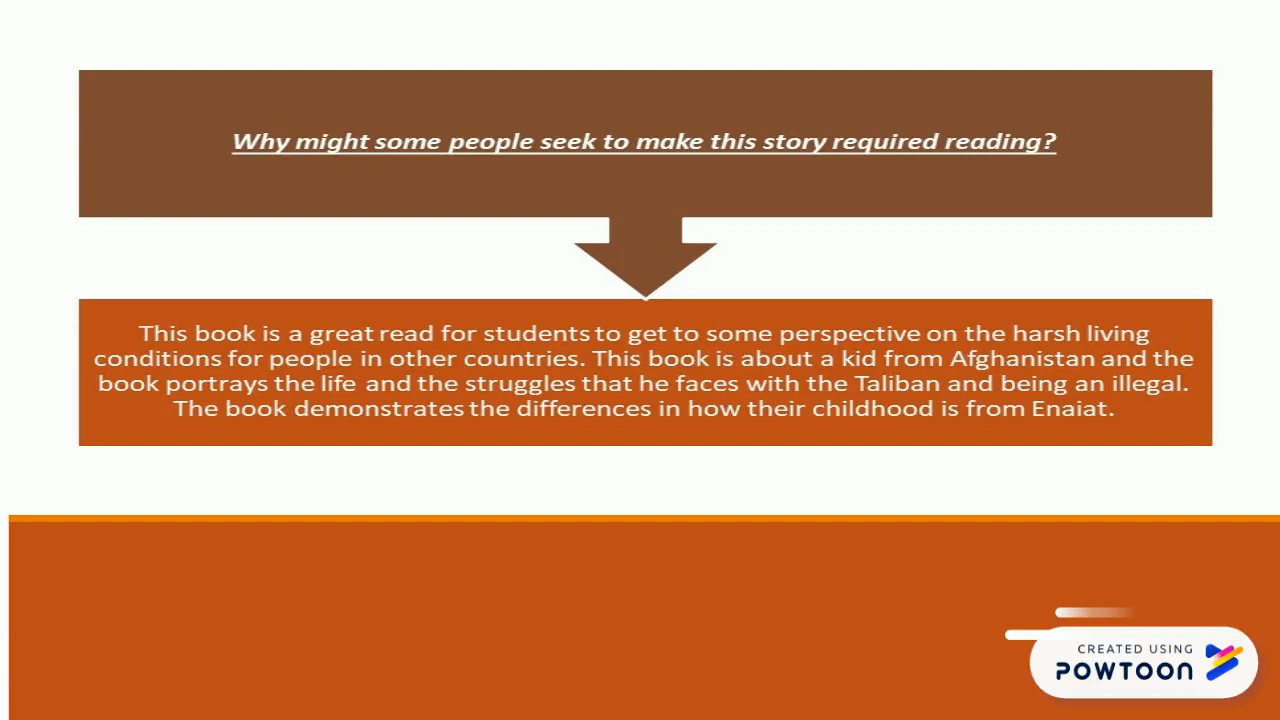 Why might some people seek to make this story required reading?
This book is a great read for students to get to some perspective on the harsh living
conditions for people in other countries. This book is about a kid from Afghanistan and the
book portrays the life and the struggles that he faces with the Taliban and being an illegal.
The book demonstrates the differences in how their childhood is from Enaiat.
CREATED USING
POWTOON